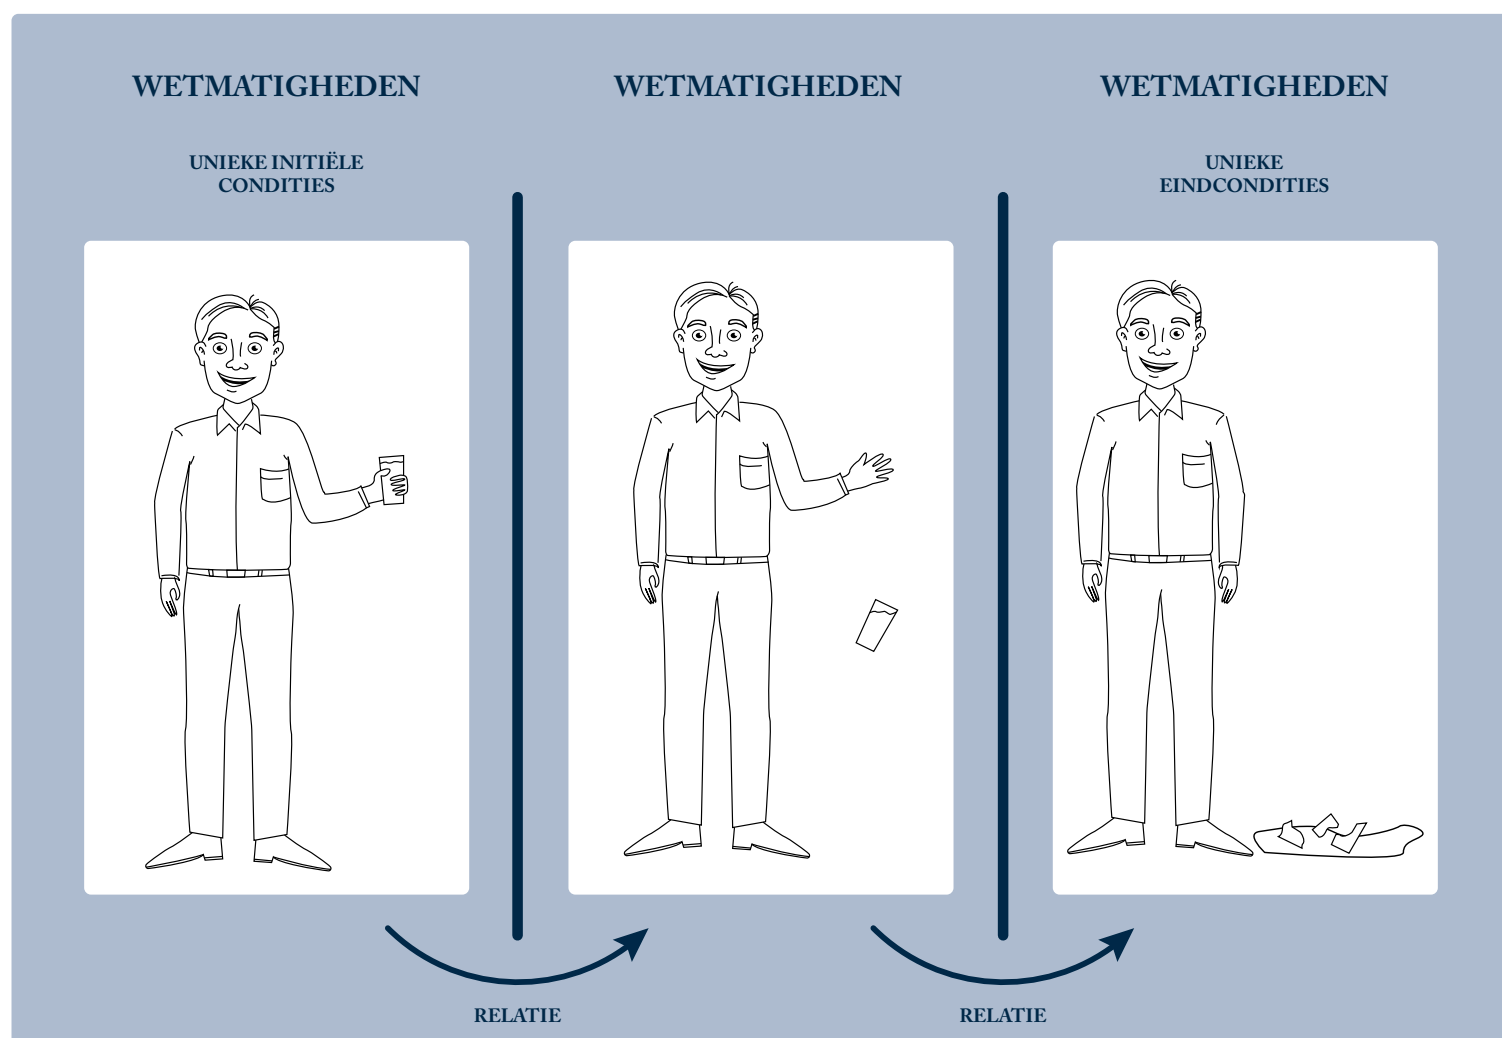 WETMATIGHEDEN
WETMATIGHEDEN
WETMATIGHEDEN
UNIEKE INITIËLE
CONDITIES
UNIEKE
EINDCONDITIES
RELATIE
RELATIE